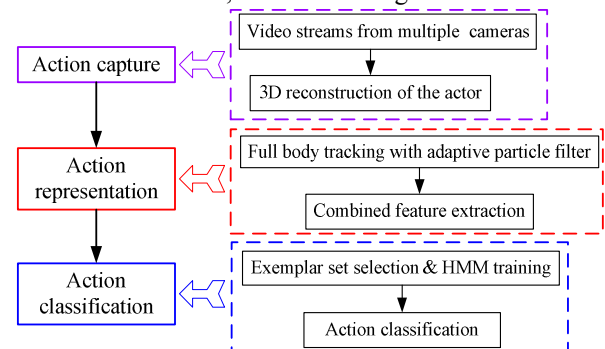 Video streams from multiple cameras
Action capture
3D reconstruction of the actor
Full body tracking with adaptive particle filter
Action
representation
Combined feature extraction
Exemplar set selection & HMM training
Action
classification
Action classification